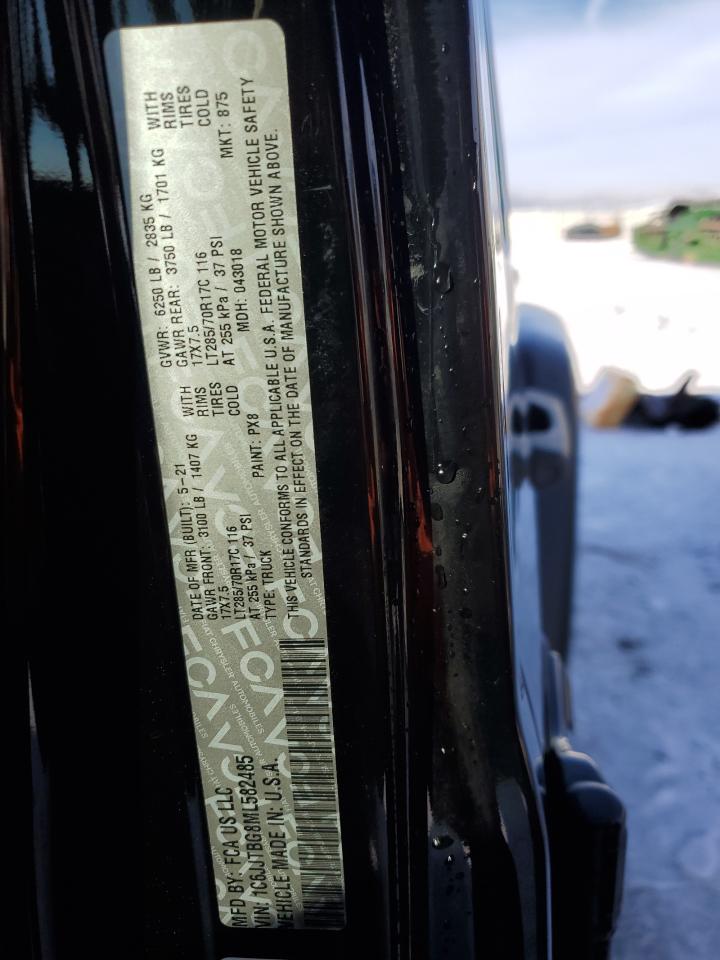 MFD BY: FCA US LLC
DATE OF MFR (BUILT): 5-21
GVWR: 6250 LB / 2835 KG
GAWR FRONT: 3100 LB / 1407 KG WITH
GAWR REAR: 3750 LB / 1701 KG WITH
17X7.5 RIMS
17X7.5 RIMS
LT285/70R17C 116 TIRES
LT285/70R17C 116 TIRES
AT 255 kPa / 37 PSI COLD
AT 255 kPa / 37 PSI COLD
TYPE: TRUCK PAINT: PX8 MDH: 043018 MKT: 875
THIS VEHICLE CONFORMS TO ALL APPLICABLE U.S.A. FEDERAL MOTOR VEHICLE SAFETY
STANDARDS IN EFFECT ON THE DATE OF MANUFACTURE SHOWN ABOVE.
VIN: 1C6JJTBG8ML582485
VEHICLE MADE IN: U.S.A.